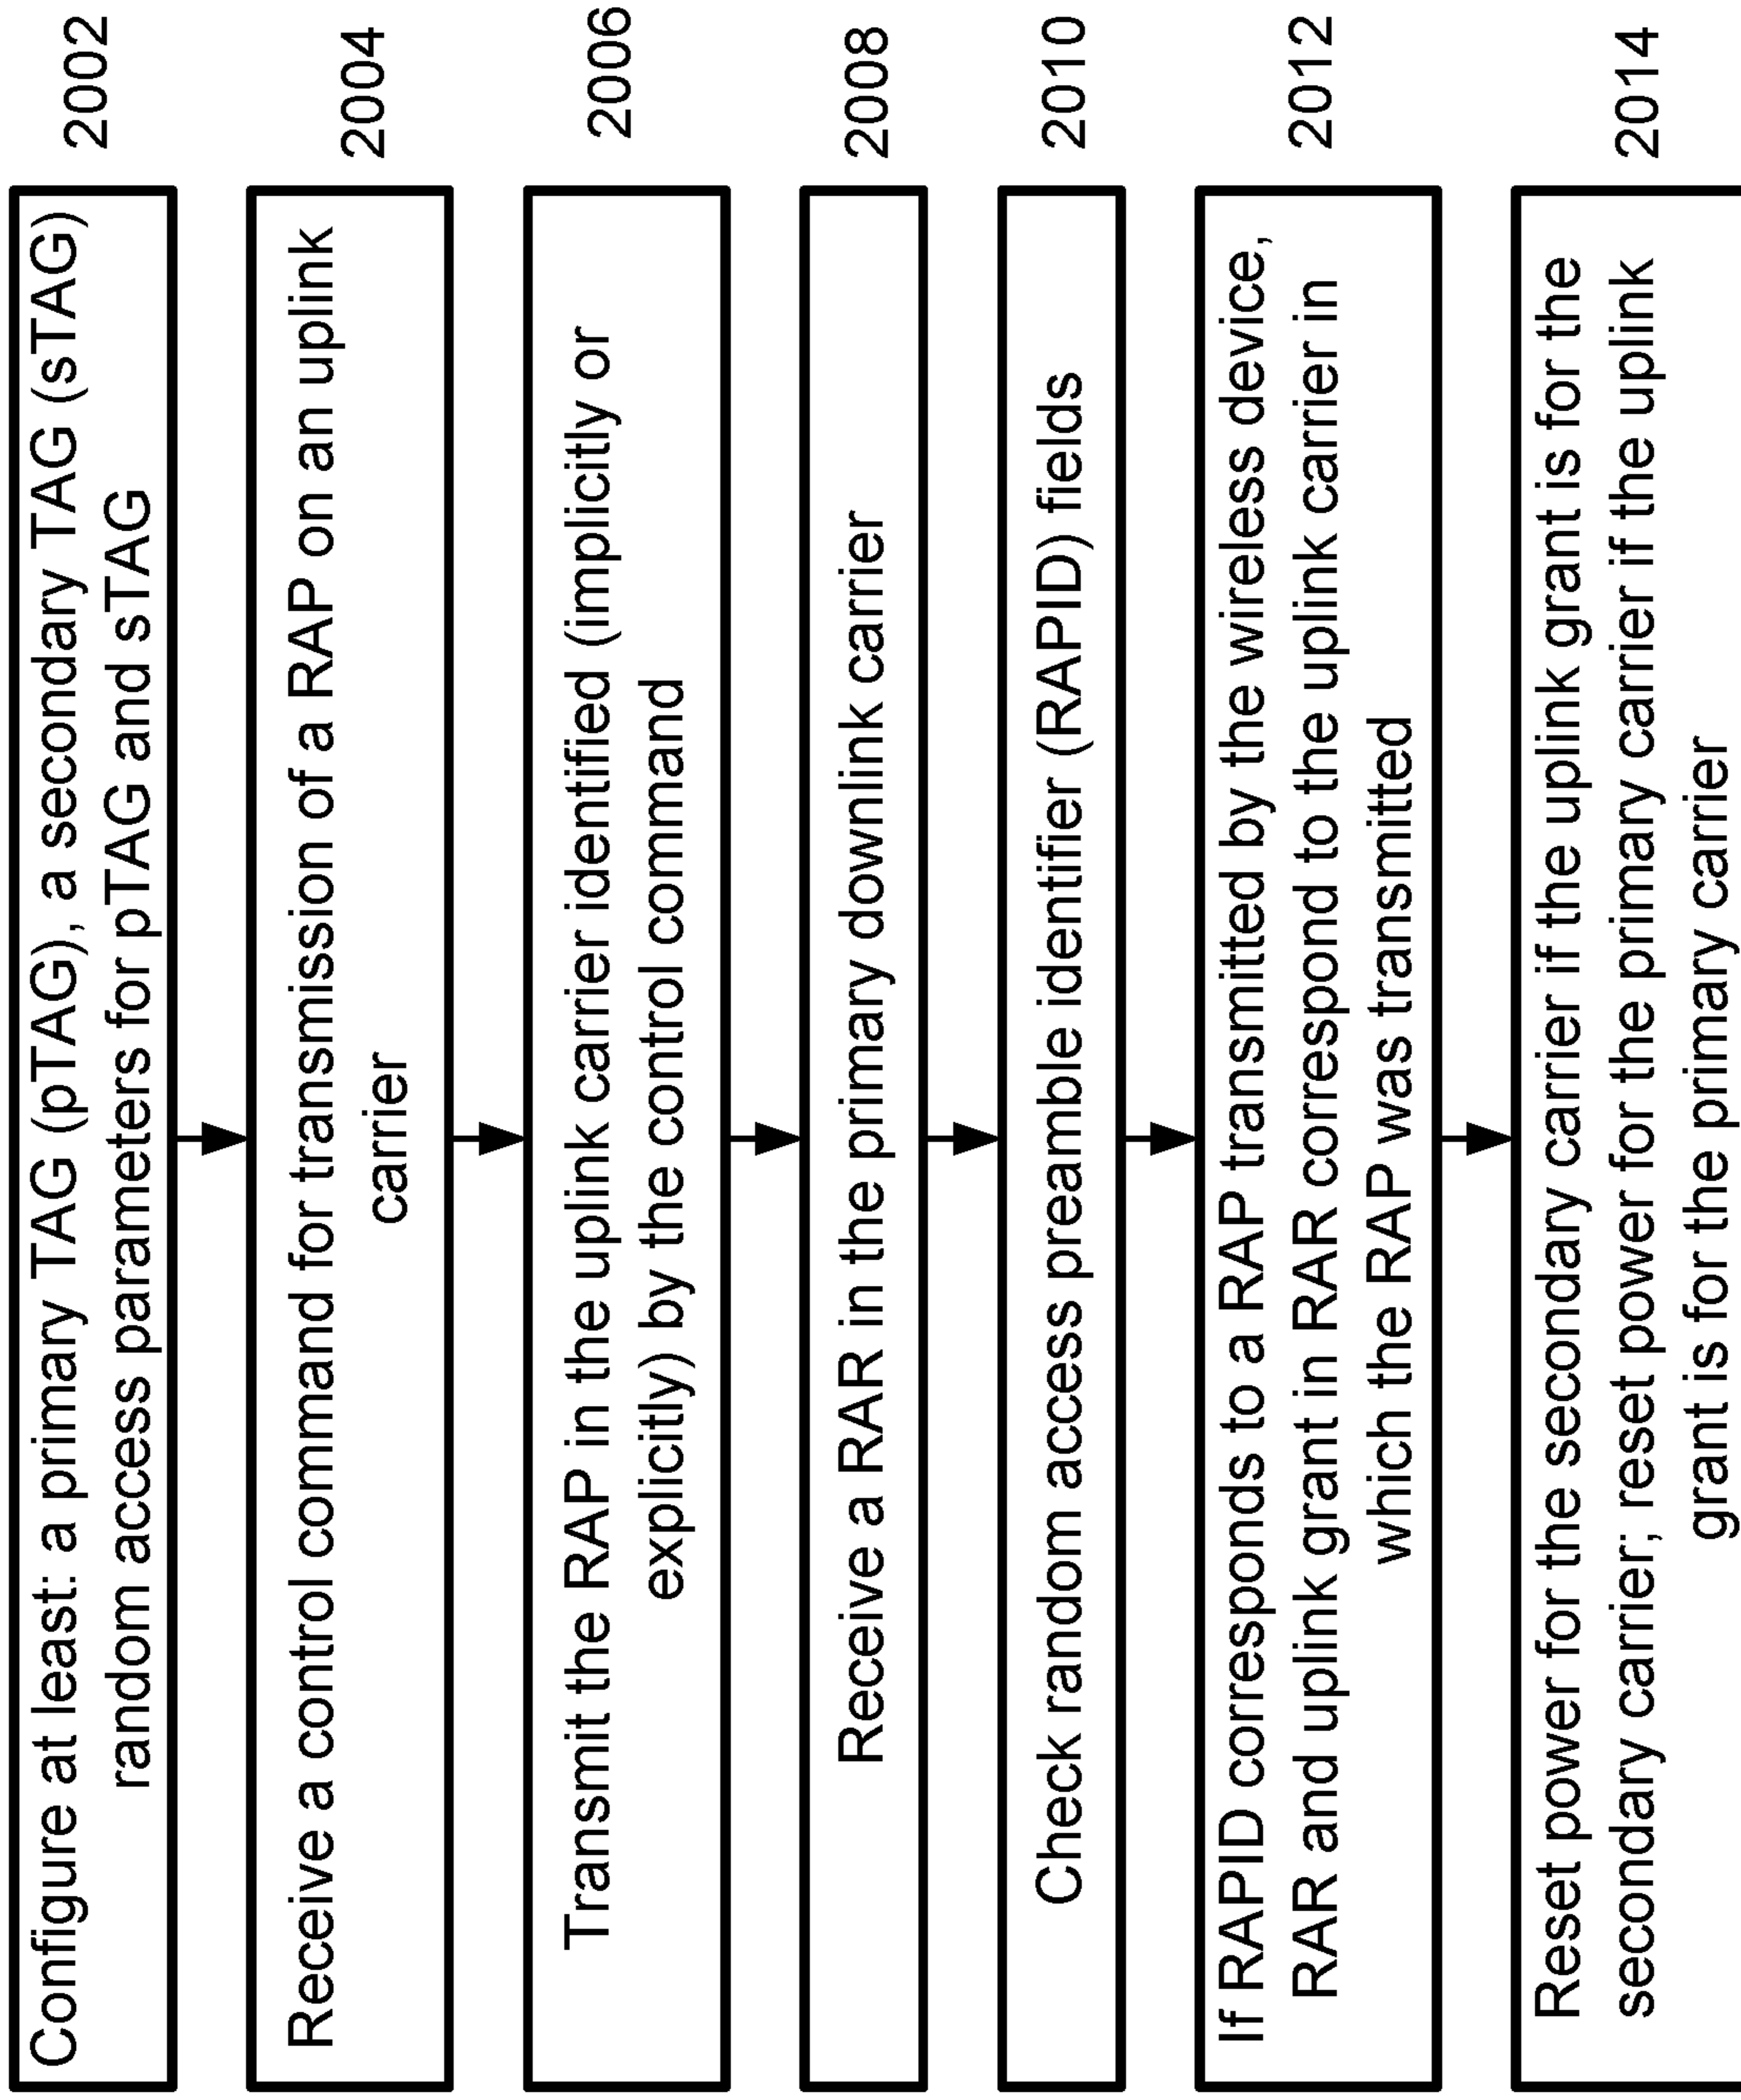 Configure at least: a primary TAG (pTAG), a secondary TAG (sTAG)
random access parameters for pTAG and sTAG
2002
Receive a control command for transmission of a RAP on an uplink
carrier
2004
Transmit the RAP in the uplink carrier identified (implicitly or
explicitly) by the control command
2006
Receive a RAR in the primary downlink carrier
2008
Check random access preamble identifier (RAPID) fields
2010
If RAPID corresponds to a RAP transmitted by the wireless device,
RAR and uplink grant in RAR correspond to the uplink carrier in
which the RAP was transmitted
2012
Reset power for the secondary carrier if the uplink grant is for the
secondary carrier; reset power for the primary carrier if the uplink
grant is for the primary carrier
2014